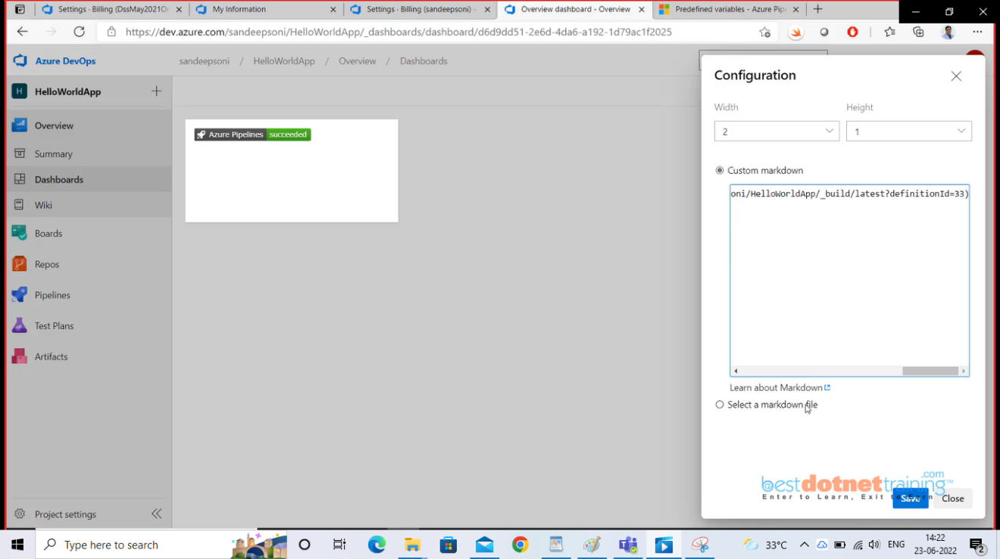 Settings - Billing (DssMay2021O
My Information
Settings - Billing (sandeepsoni) -
Overview dashboard - Overview
Predefined variables - Azure Pip
https://dev.azure.com/sandeepsoni/HelloWorldApp/_dashboards/dashboard/d6d9dd51-2e6d-4da6-a192-1d79ac1f2025
Azure DevOps
sandeepsoni / HelloWorldApp / Overview / Dashboards
H HelloWorldApp
Overview
Summary
Dashboards
Wiki
Boards
Repos
Pipelines
Test Plans
Artifacts
Project settings
Azure Pipelines succeeded
Configuration
Width
Height
2
1
Custom markdown
oni/HelloWorldApp/_build/latest?definitionId=33)
Learn about Markdown
Select a markdown file
@bestdotnettraining.com™
Enter to Learn, Exit to Earn
Save
Close
Type here to search
33°C
ENG
14:22
23-06-2022
2